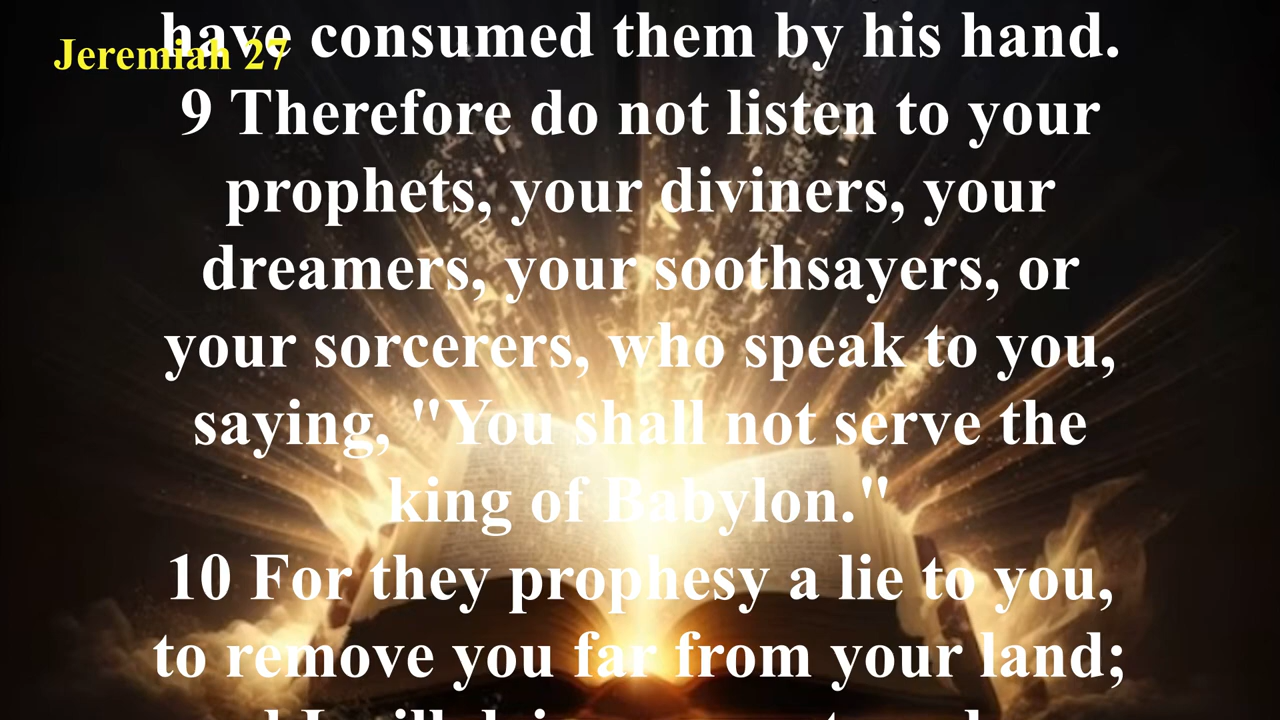 have consumed them by his hand.
Jeremiah 27
9 Therefore do not listen to your
prophets, your diviners, your
dreamers, your soothsayers, or
your sorcerers, who speak to you,
saying, "You shall not serve the
king of Babylon."
10 For they prophesy a lie to you,
to remove you far from your land;